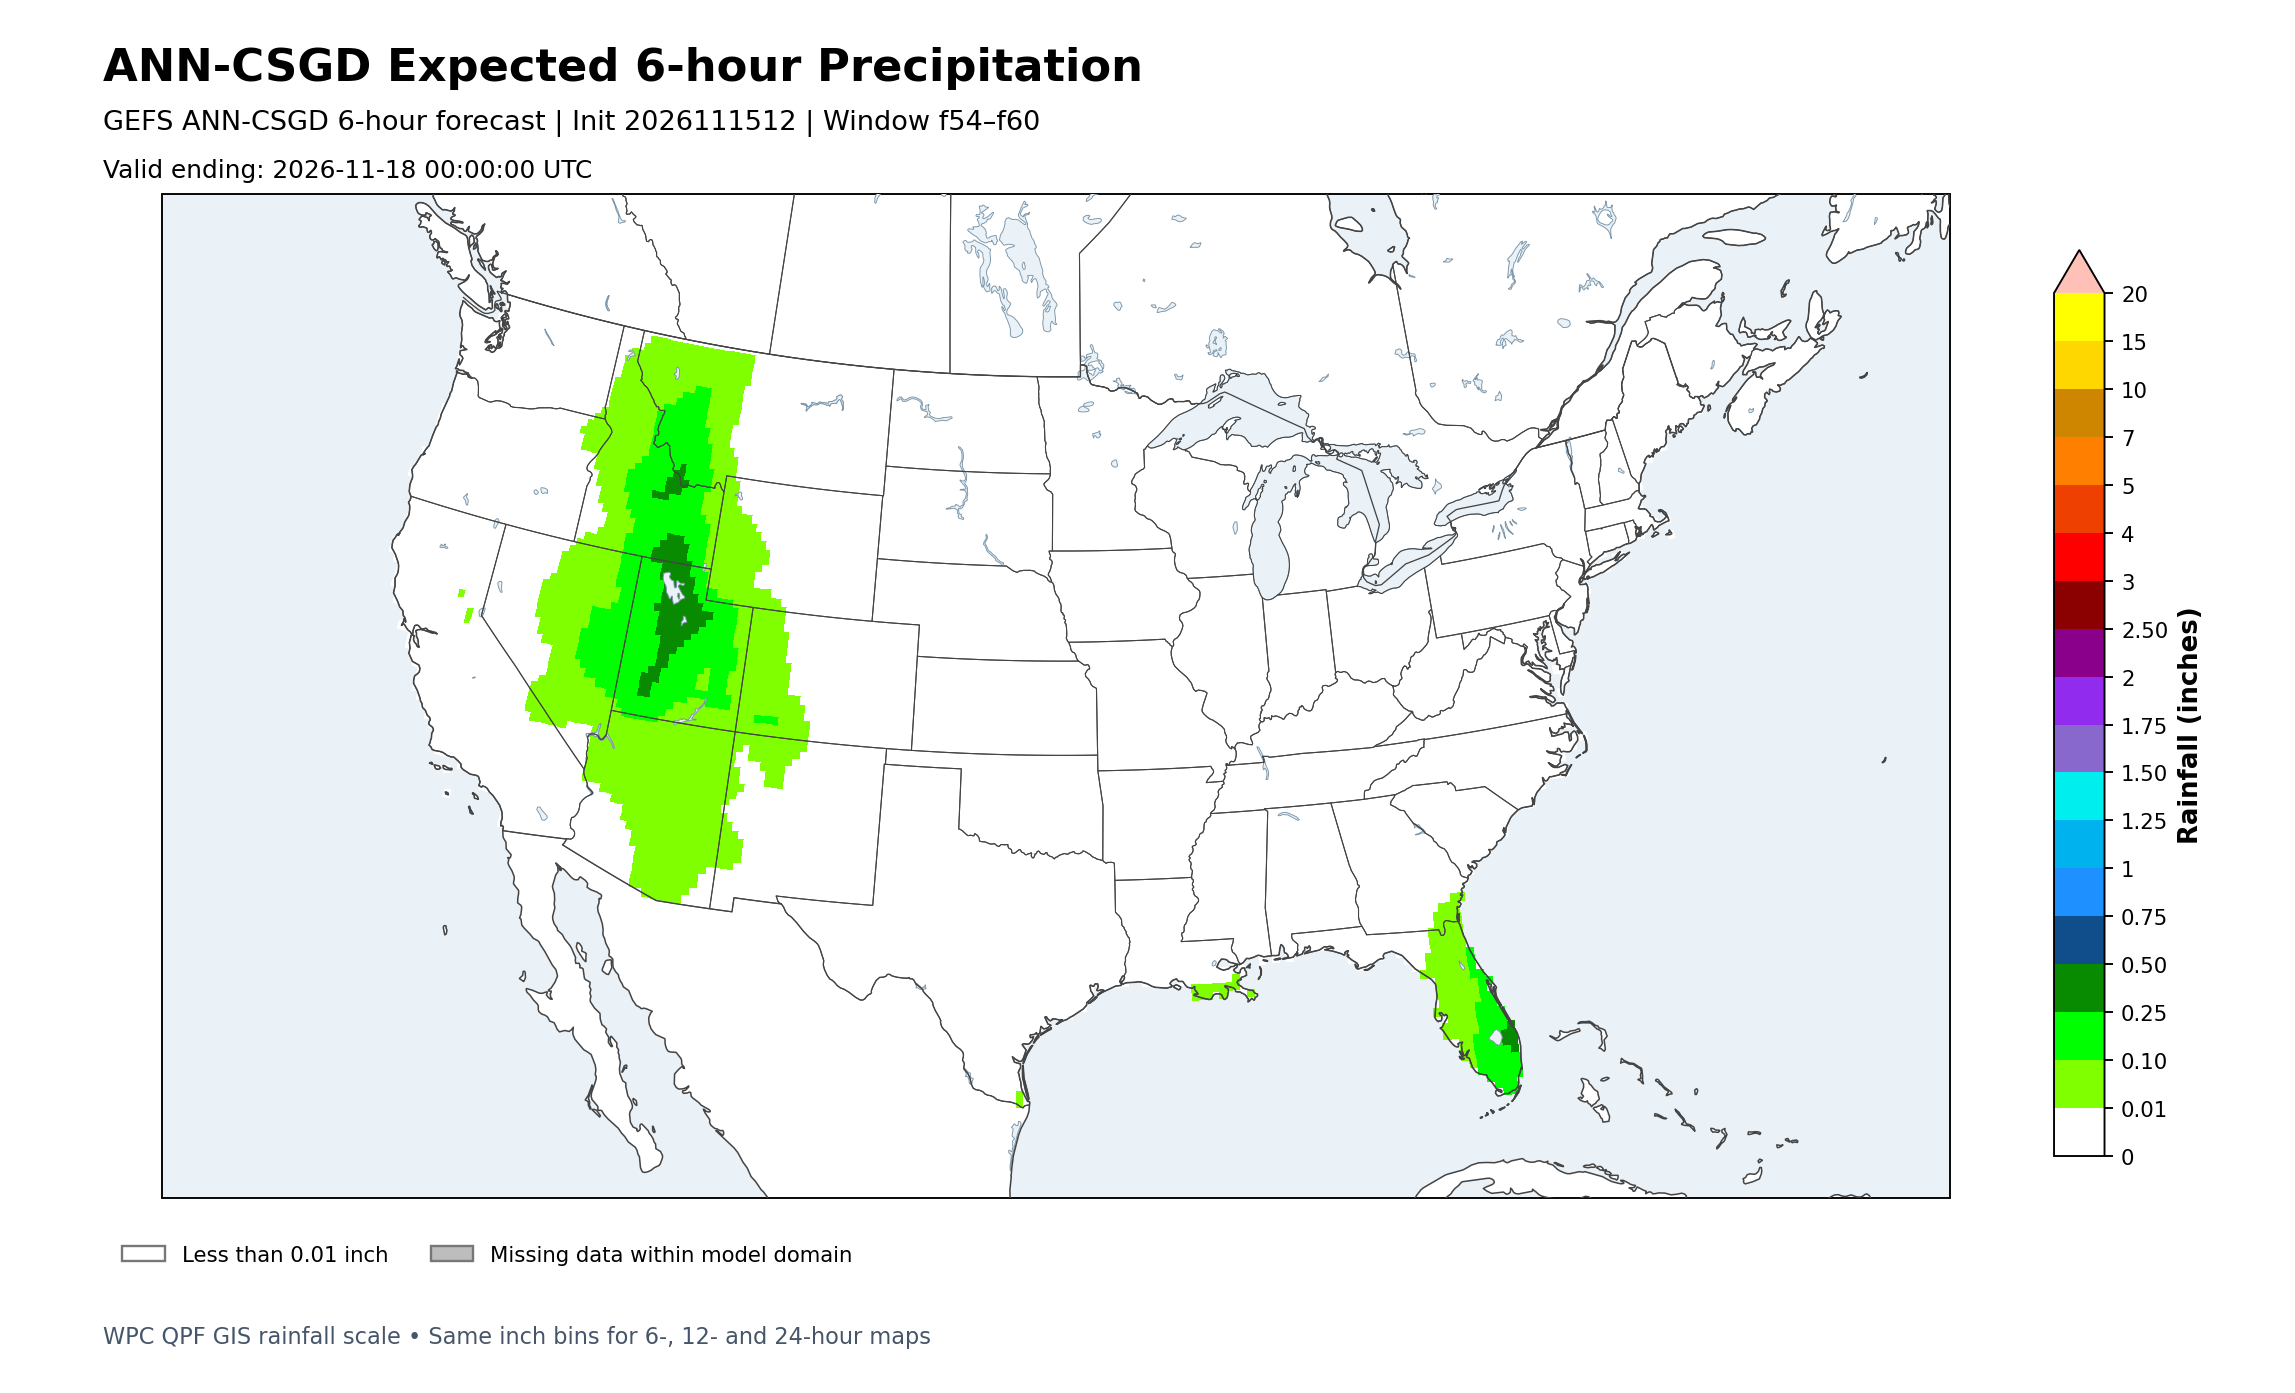 ANN-CSGD Expected 6-hour Precipitation
GEFS ANN-CSGD 6-hour forecast | Init 2026111512 | Window f54–f60
Valid ending: 2026-11-18 00:00:00 UTC
20
15
10
7
5
4
3
2.50
2
1.75
1.50
1.25
1
0.75
0.50
0.25
0.10
0.01
0
Rainfall (inches)
Less than 0.01 inch
Missing data within model domain
WPC QPF GIS rainfall scale • Same inch bins for 6-, 12- and 24-hour maps